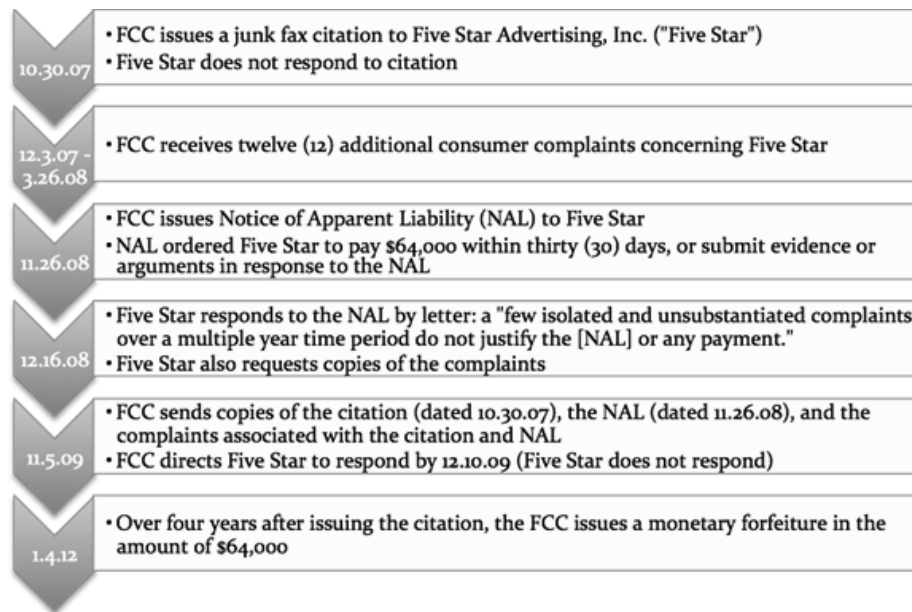 • FCC issues a junk fax citation to Five Star Advertising, Inc. ("Five Star")
• Five Star does not respond to citation
10.30.07
• FCC receives twelve (12) additional consumer complaints concerning Five Star
12.3.07 -
3.26.08
• FCC issues Notice of Apparent Liability (NAL) to Five Star
• NAL ordered Five Star to pay $64,000 within thirty (30) days, or submit evidence or
arguments in response to the NAL
11.26.08
• Five Star responds to the NAL by letter: a "few isolated and unsubstantiated complaints
over a multiple year time period do not justify the [NAL] or any payment."
• Five Star also requests copies of the complaints
12.16.08
• FCC sends copies of the citation (dated 10.30.07), the NAL (dated 11.26.08), and the
complaints associated with the citation and NAL
• FCC directs Five Star to respond by 12.10.09 (Five Star does not respond)
11.5.09
• Over four years after issuing the citation, the FCC issues a monetary forfeiture in the
amount of $64,000
1.4.12